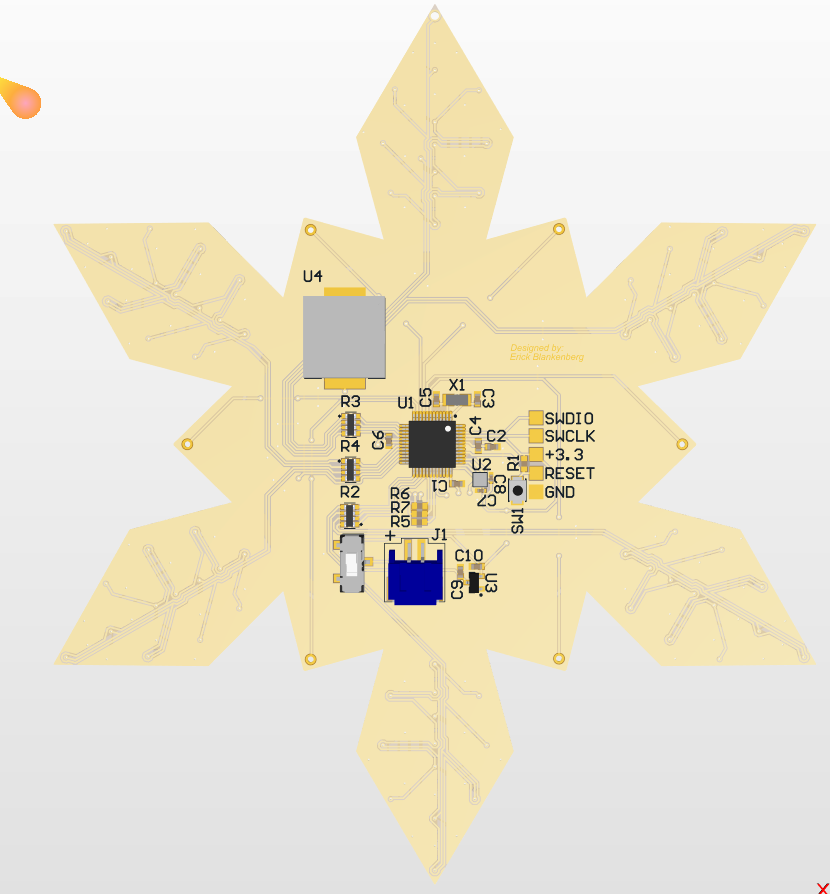 U4
Designed by:
Erick Blankenberg
X1
R3
U1
C5
C3
SWDIO
C4
C2
SWCLK
R4
C6
+3.3
R1
U2
RESET
C1
C8
R2
R6
GND
C7
R7
R5
SW1
+
J1
C10
U3
C9
X